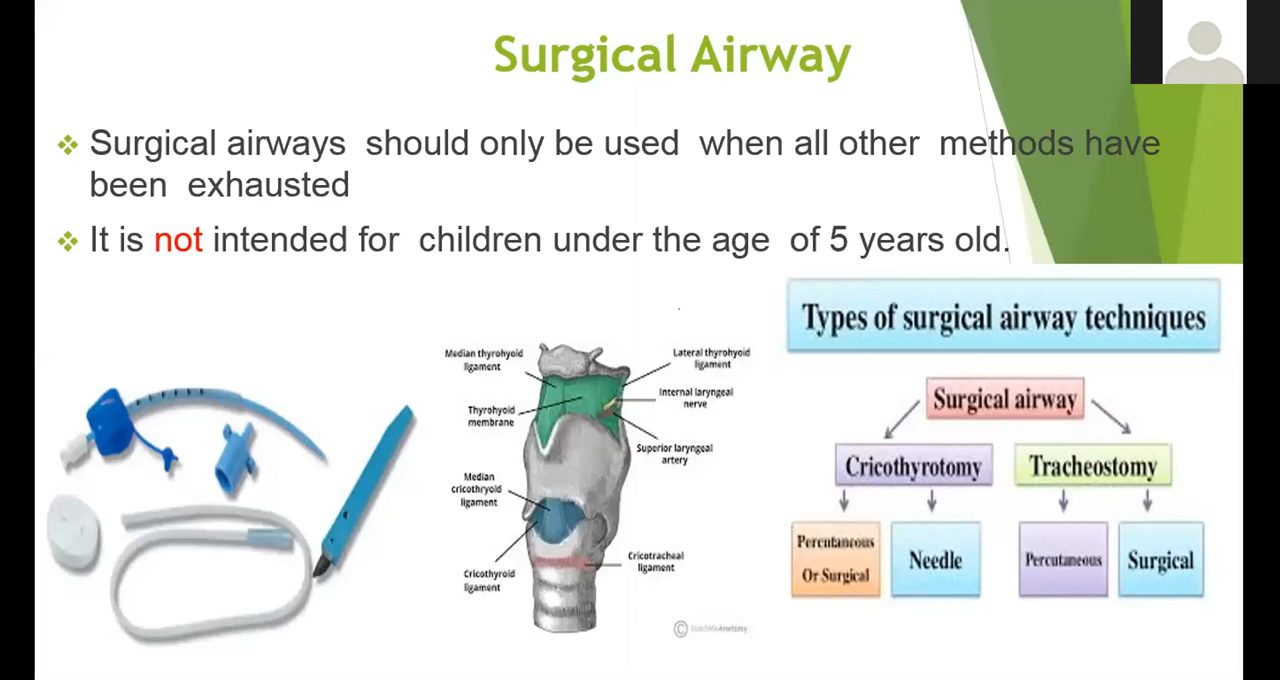 Surgical Airway
Surgical airways should only be used when all other methods have
been exhausted
It is not intended for children under the age of 5 years old.
Median thyrohyoid
ligament
Thyrohyoid
membrane
Median
cricothryoid
ligament
Cricothyroid
ligament
Lateral thyrohyoid
ligament
Internal laryngeal
nerve
Superior laryngeal
artery
Cricotracheal
ligament
©
Types of surgical airway techniques
Surgical airway
Cricothyrotomy
Tracheostomy
Percutaneous
Or Surgical
Needle
Percutaneous
Surgical